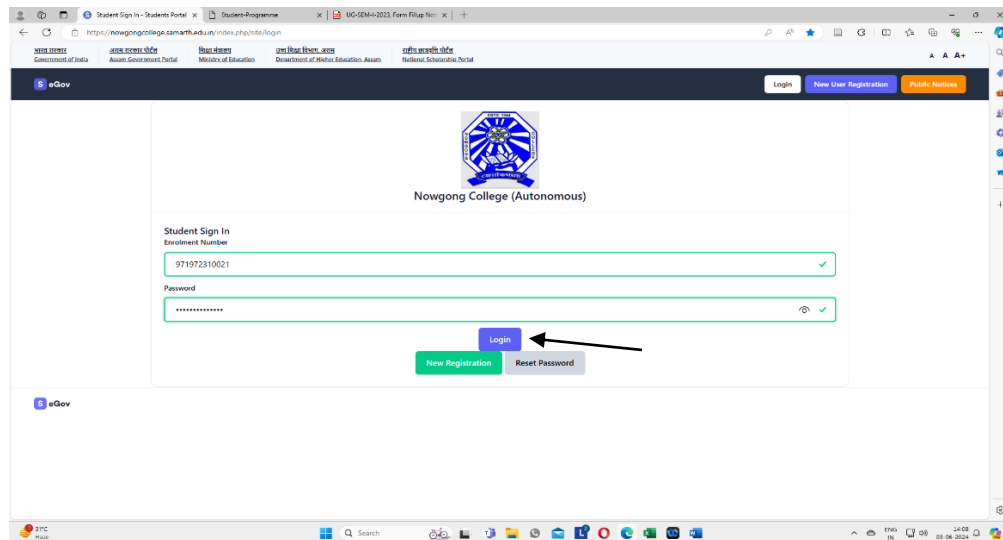 Student Sign In - Students Portal
Student-Programme
UG-SEM-I-2023. Form Fillup Noti
https://nowgongcollege.samarth.edu.in/index.php/site/login
भारत सरकार
Government of India
असम सरकार पोर्टल
Assam Government Portal
शिक्षा मंत्रालय
Ministry of Education
उच्च शिक्षा विभाग, असम
Department of Higher Education, Assam
राष्ट्रीय छात्रवृत्ति पोर्टल
National Scholarship Portal
A- A A+
S eGov
Login
New User Registration
Public Notices
Nowgong College (Autonomous)
Student Sign In
Enrolment Number
971972310021
Password
••••••••••••••
Login
New Registration
Reset Password
S eGov
31°C
Haze
Search
ENG
IN
14:08
03-06-2024